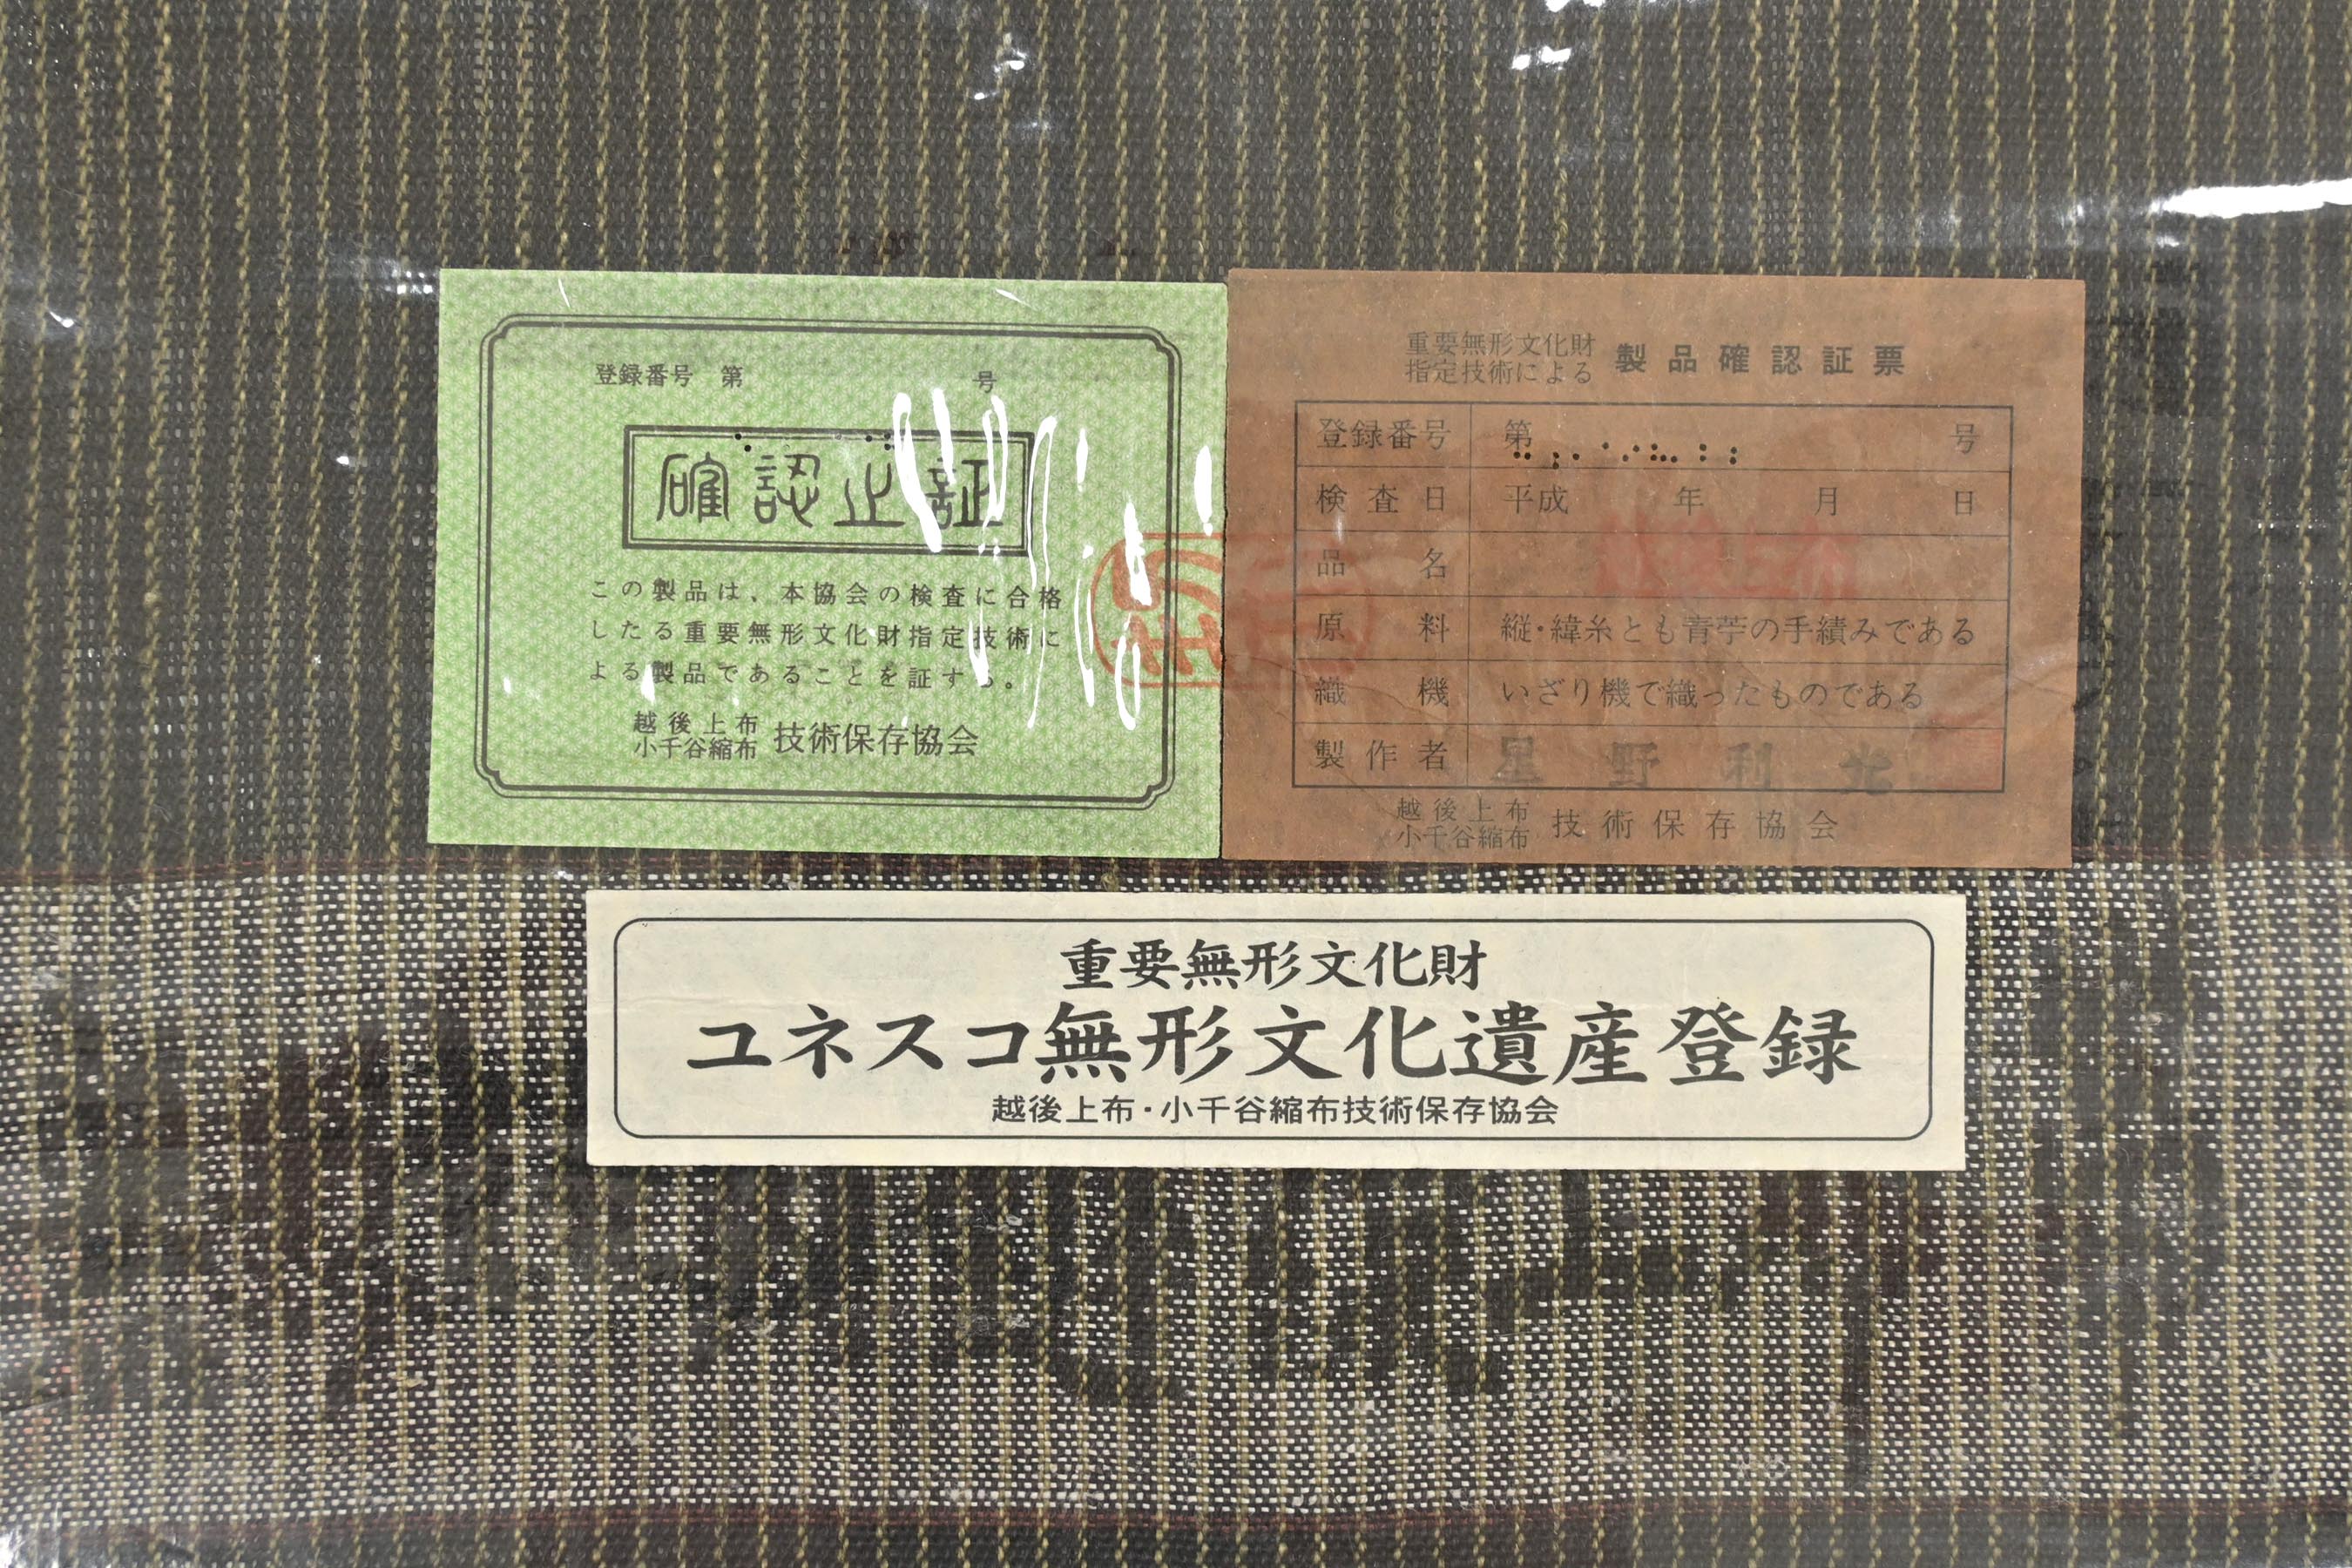 登録番号 第 号
確認止証
この製品は、本協会の検査に合格
したる重要無形文化財指定技術に
よる製品であることを証する。
越後上布
小千谷縮布 技術保存協会
重要無形文化財
指定技術による 製品確認証票
登録番号 第 号
検査日 平成 年 月 日
品名 越後上布
原料 縦・緯糸とも青苧の手績みである
織機 いざり機で織ったものである
製作者 星野利
越後上布
小千谷縮布 技術保存協会
重要無形文化財
ユネスコ無形文化遺産登録
越後上布・小千谷縮布技術保存協会